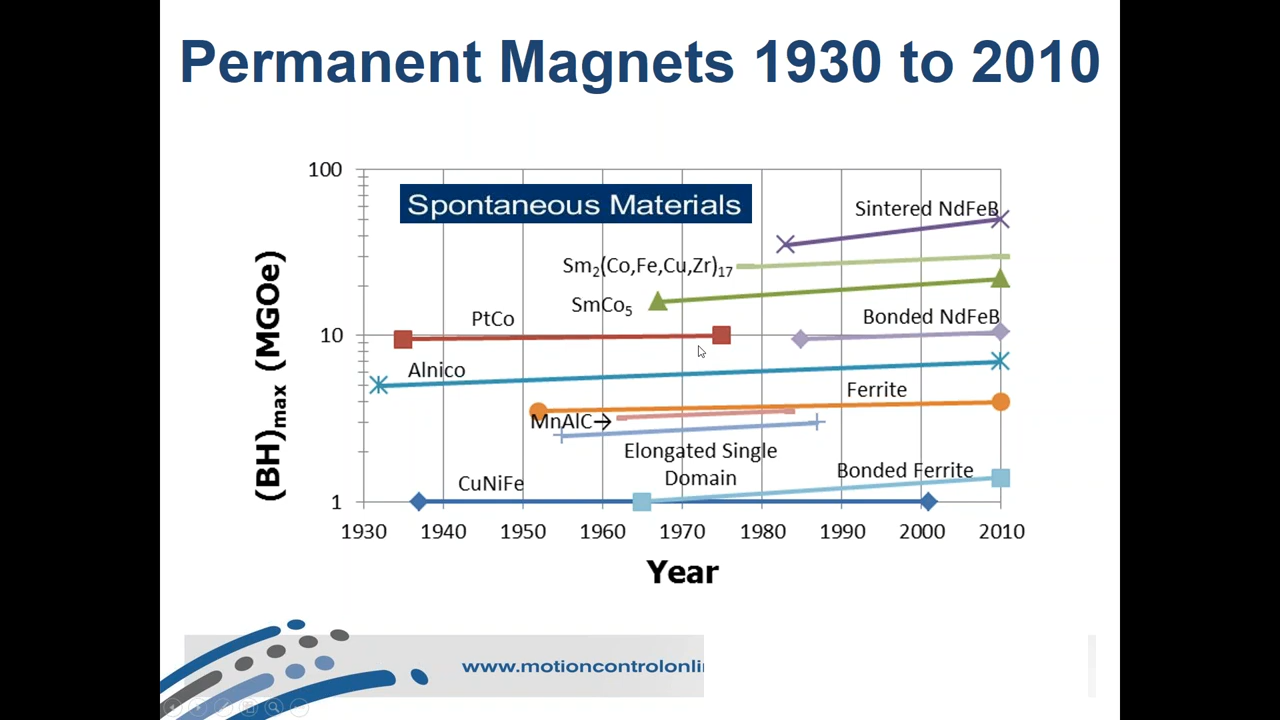 Permanent Magnets 1930 to 2010
Spontaneous Materials
100
10
1
(BH)max (MGOe)
Sintered NdFeB
Sm2(Co,Fe,Cu,Zr)17
SmCo5
PtCo
Bonded NdFeB
Alnico
Ferrite
MnAlC→
Elongated Single
Domain
Bonded Ferrite
CuNiFe
1930 1940 1950 1960 1970 1980 1990 2000 2010
Year
www.motioncontrolonli